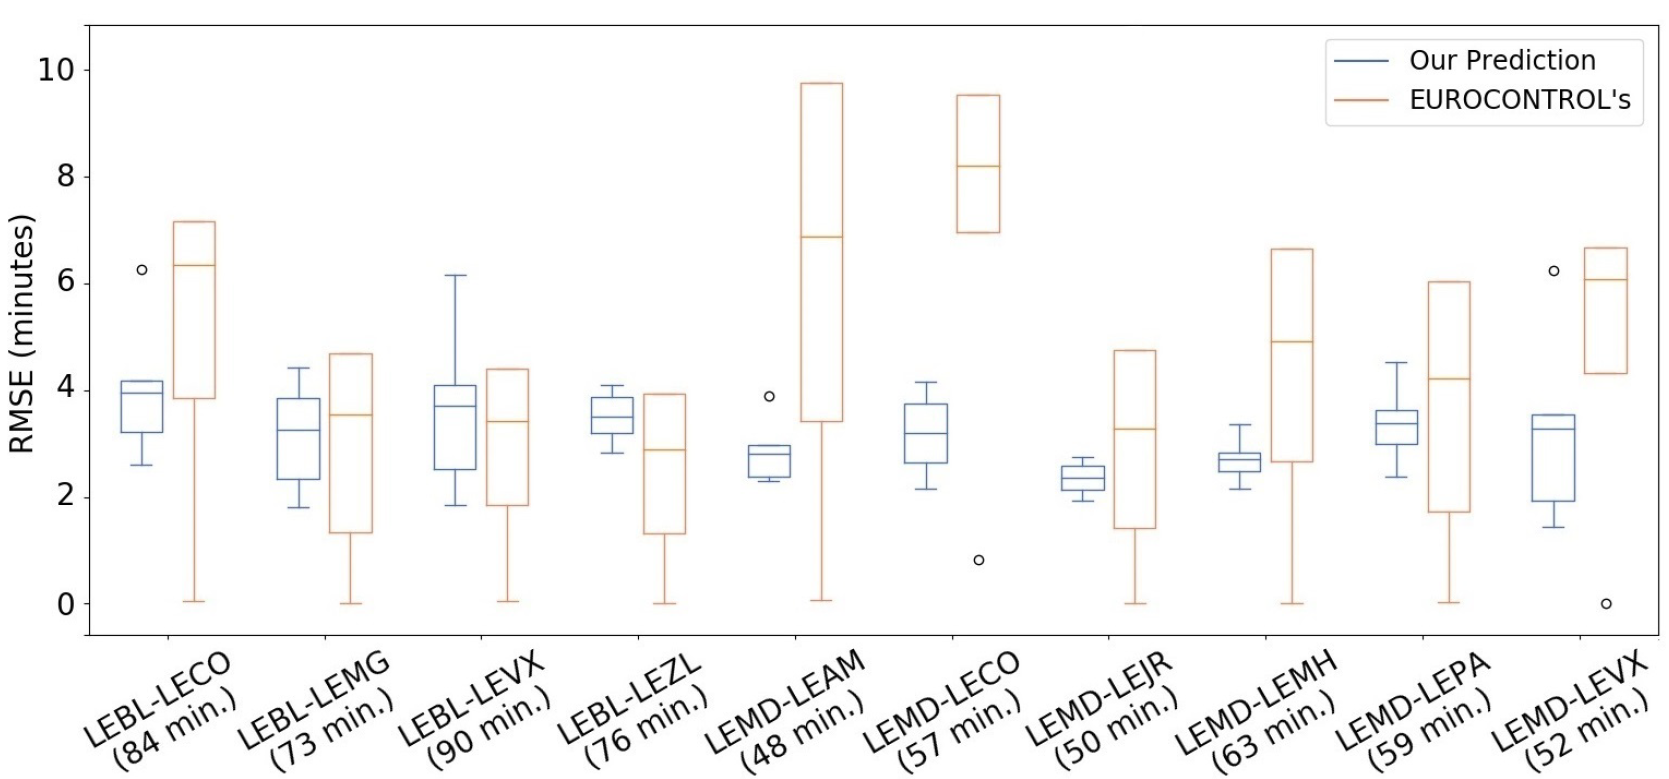 RMSE (minutes)
10
8
6
4
2
0
Our Prediction
EUROCONTROL's
LEBL-LECO
(84 min.)
LEBL-LEMG
(73 min.)
LEBL-LEVX
(90 min.)
LEBL-LEZL
(76 min.)
LEMD-LEAM
(48 min.)
LEMD-LECO
(57 min.)
LEMD-LEJR
(50 min.)
LEMD-LEMH
(63 min.)
LEMD-LEPA
(59 min.)
LEMD-LEVX
(52 min.)